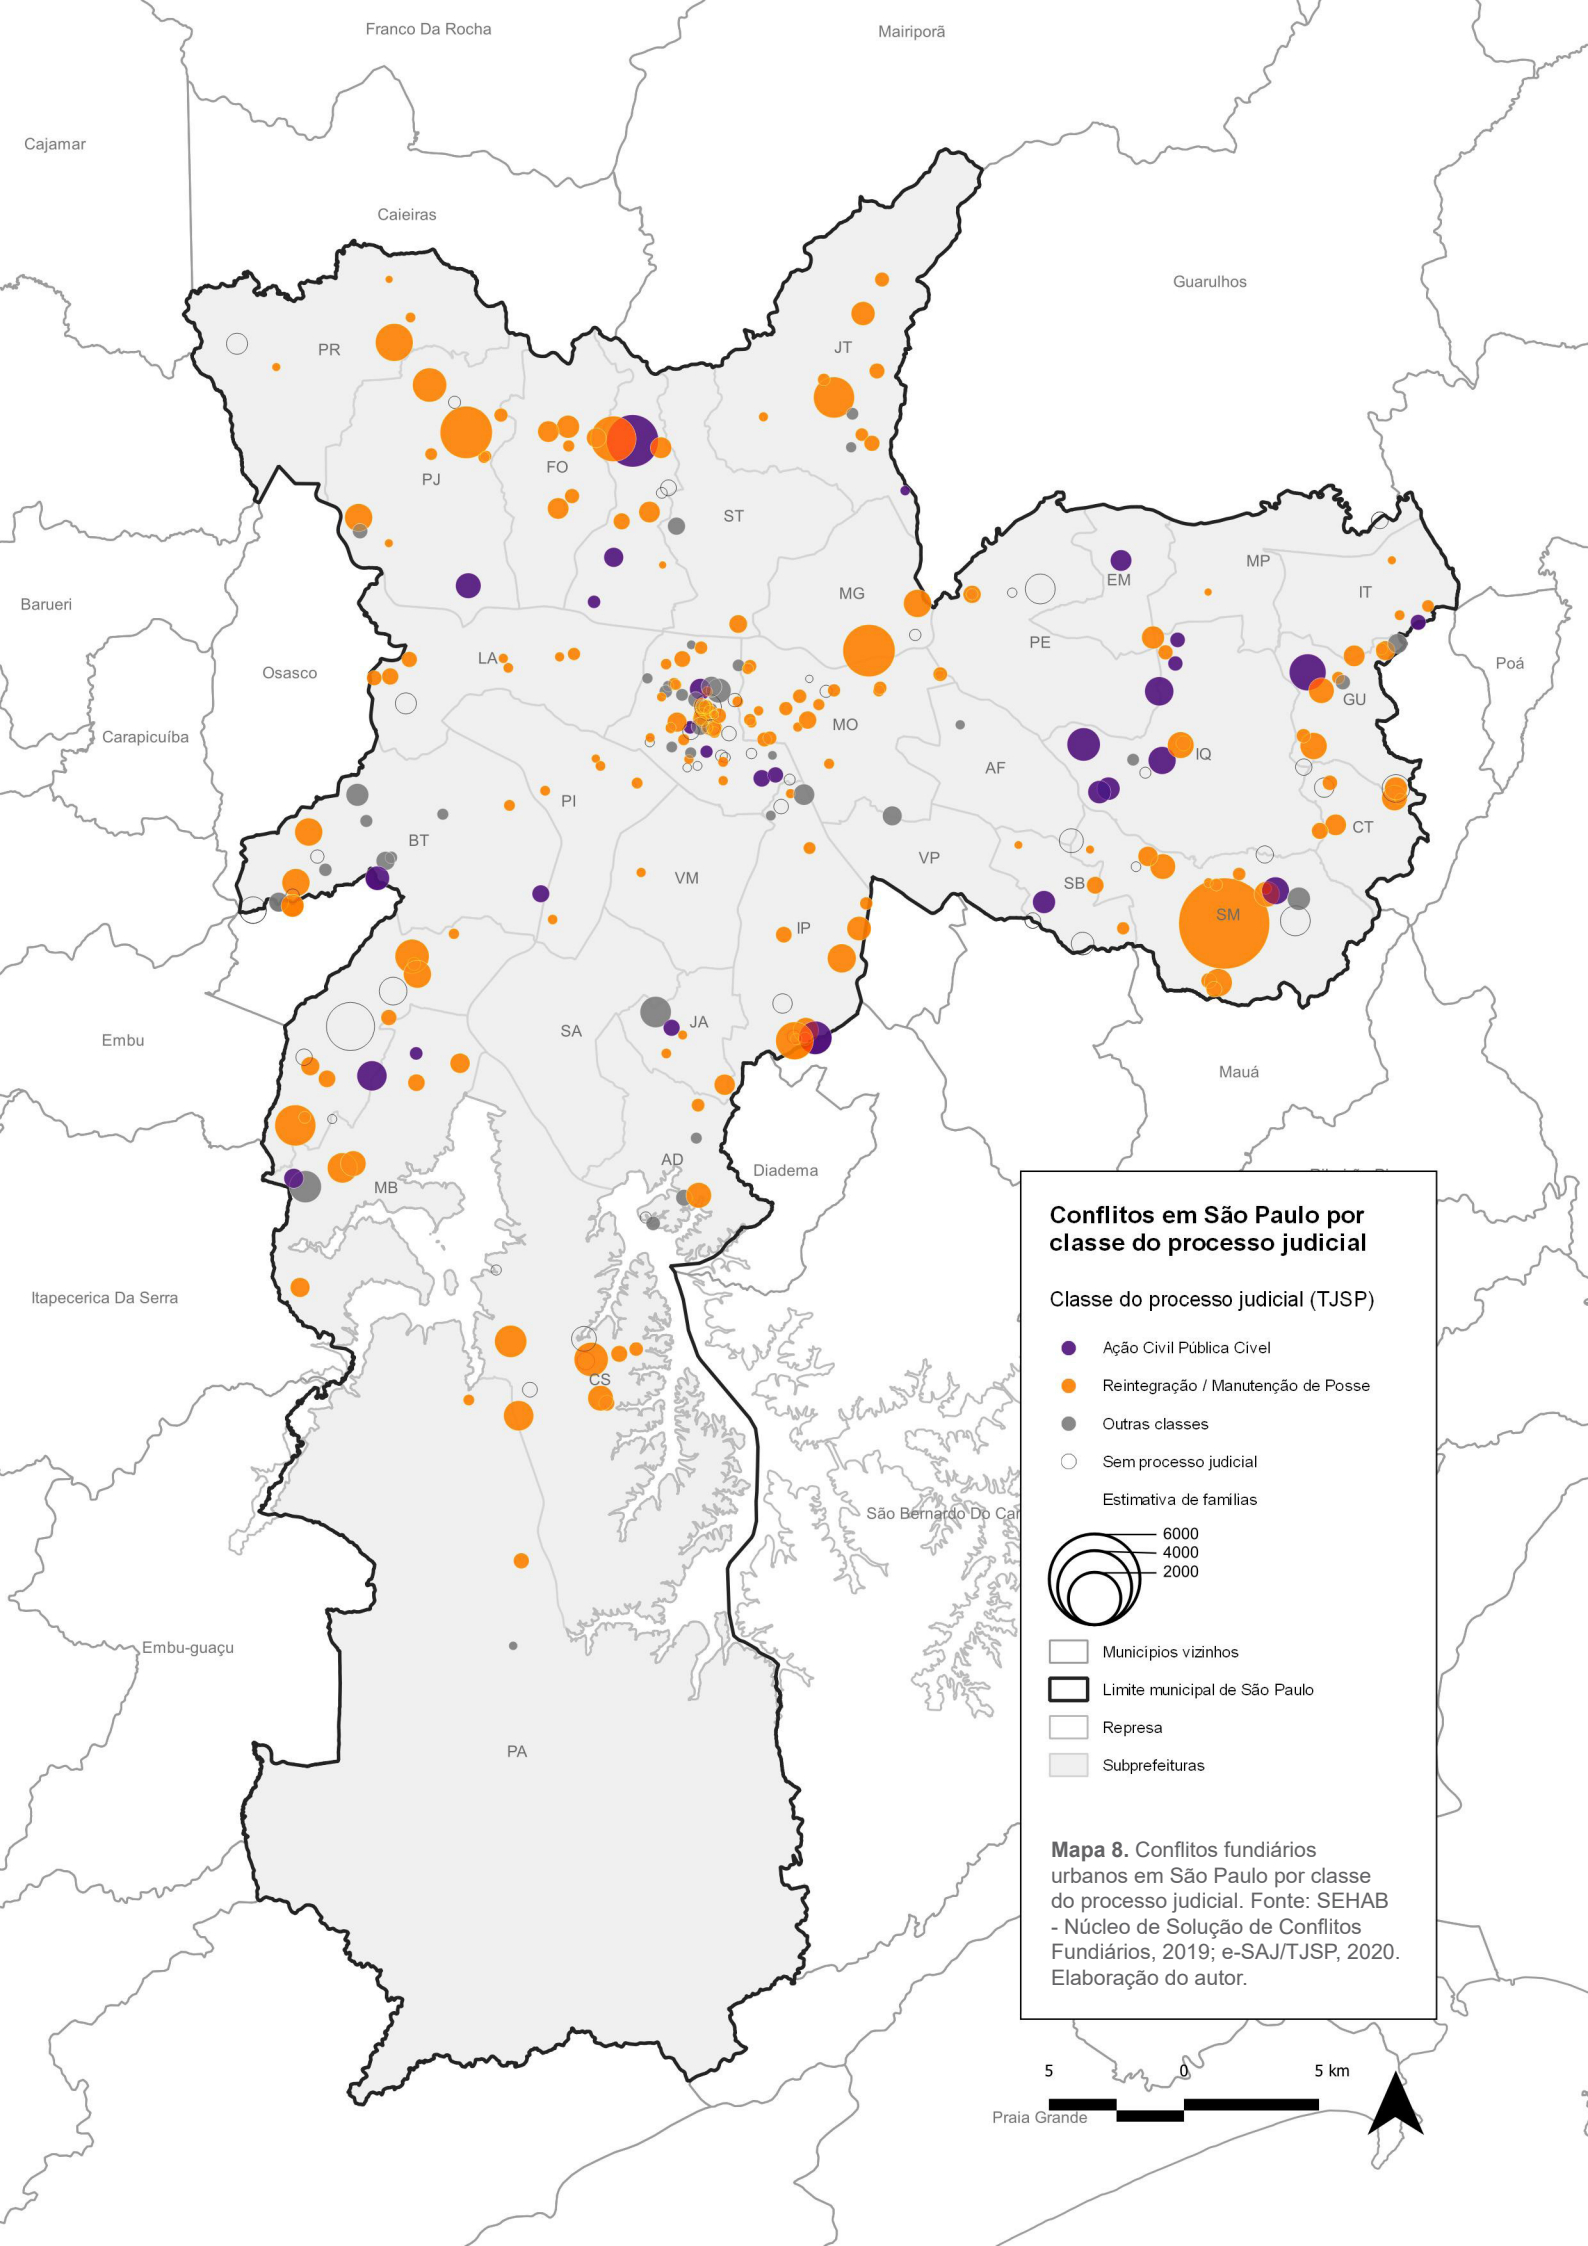 Franco Da Rocha
Mairiporã
Cajamar
Caieiras
Guarulhos
PR
JT
PJ
FO
ST
MP
EM
IT
MG
Barueri
PE
LA
Osasco
Poá
GU
Carapicuíba
MO
IQ
AF
PI
CT
BT
VP
VM
SB
SM
IP
JA
SA
Embu
Mauá
AD
Diadema
MB
Itapecerica Da Serra
CS
São Bernardo Do
Embu-guaçu
PA
Conflitos em São Paulo por
classe do processo judicial
Classe do processo judicial (TJSP)
Ação Civil Pública Civel
Reintegração / Manutenção de Posse
Outras classes
Sem processo judicial
Estimativa de familias
6000
4000
2000
Municipios vizinhos
Limite municipal de São Paulo
Represa
Subprefeituras
Mapa 8. Conflitos fundiários
urbanos em São Paulo por classe
do processo judicial. Fonte: SEHAB
- Núcleo de Solução de Conflitos
Fundiários, 2019; e-SAJ/TJSP, 2020.
Elaboração do autor.
5 0 5 km
Praia Grande